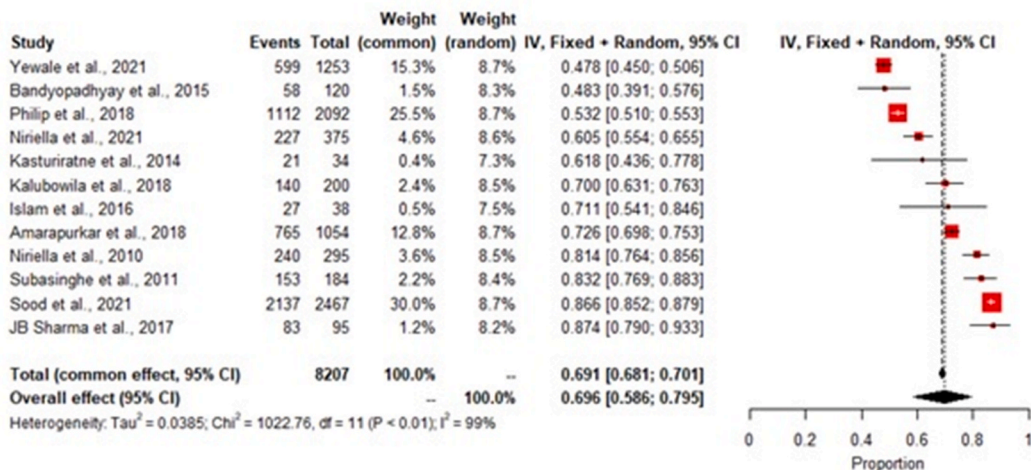 Weight Weight
Study Events Total (common) (random) IV, Fixed + Random, 95% CI IV, Fixed + Random, 95% CI
Yewale et al., 2021 599 1253 15.3% 8.7% 0.478 [0.450; 0.506]
Bandyopadhyay et al., 2015 58 120 1.5% 8.3% 0.483 [0.391; 0.576]
Philip et al., 2018 1112 2092 25.5% 8.7% 0.532 [0.510; 0.553]
Niriella et al., 2021 227 375 4.6% 8.6% 0.605 [0.554; 0.655]
Kasturiratne et al., 2014 21 34 0.4% 7.3% 0.618 [0.436; 0.778]
Kalubowila et al., 2018 140 200 2.4% 8.5% 0.700 [0.631; 0.763]
Islam et al., 2016 27 38 0.5% 7.5% 0.711 [0.541; 0.846]
Amarapurkar et al., 2018 765 1054 12.8% 8.7% 0.726 [0.698; 0.753]
Niriella et al., 2010 240 295 3.6% 8.5% 0.814 [0.764; 0.856]
Subasinghe et al., 2011 153 184 2.2% 8.4% 0.832 [0.769; 0.883]
Sood et al., 2021 2137 2467 30.0% 8.7% 0.866 [0.852; 0.879]
JB Sharma et al., 2017 83 95 1.2% 8.2% 0.874 [0.790; 0.933]
Total (common effect, 95% CI) 8207 100.0% -- 0.691 [0.681; 0.701]
Overall effect (95% CI) -- 100.0% 0.696 [0.586; 0.795]
Heterogeneity: Tau² = 0.0385; Chi² = 1022.76, df = 11 (P < 0.01); I² = 99%
0 0.2 0.4 0.6 0.8 1
Proportion